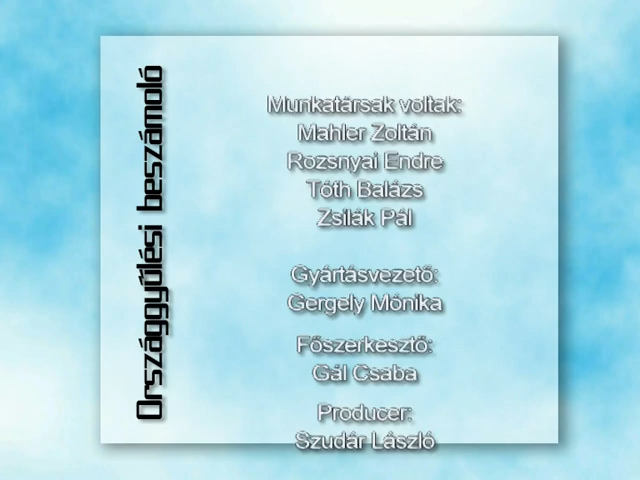 Országgyűlési beszámoló
Munkatársak voltak:
Mahler Zoltán
Rozsnyai Endre
Tóth Balázs
Zsilák Pál
Gyártásvezető:
Gergely Mónika
Főszerkesztő:
Gál Csaba
Producer:
Szudár László